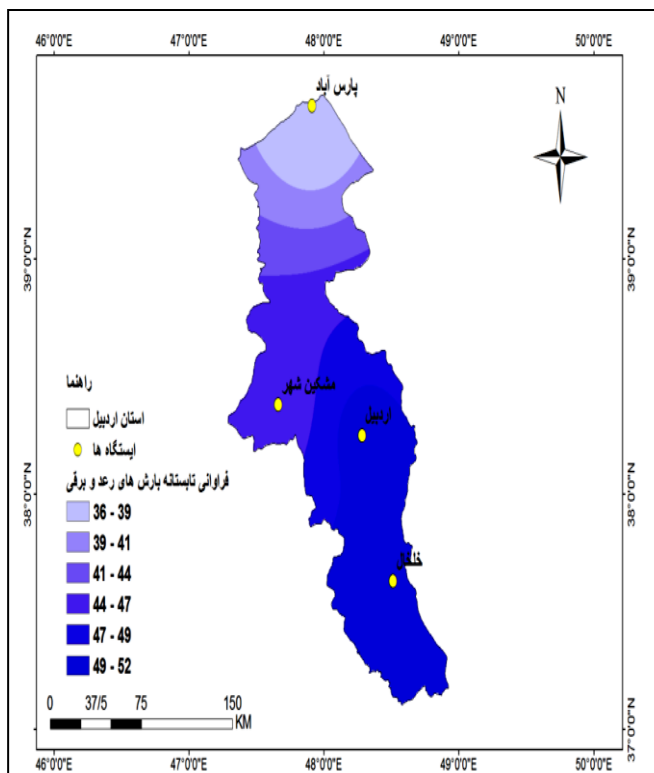 46°0'0"E 47°0'0"E 48°0'0"E 49°0'0"E 50°0'0"E
پارس آباد
N
39°0'0"N 39°0'0"N
راهنما
مشکین شهر
استان اردبیل
اردبیل
ایستگاه ها
فراوانی تابستانه بارش های رعد و برقی
38°0'0"N 38°0'0"N
36 - 39
39 - 41
41 - 44
خلخال
44 - 47
47 - 49
49 - 52
0 37/5 75 150
KM
37°0'0"N 37°0'0"N
46°0'0"E 47°0'0"E 48°0'0"E 49°0'0"E 50°0'0"E